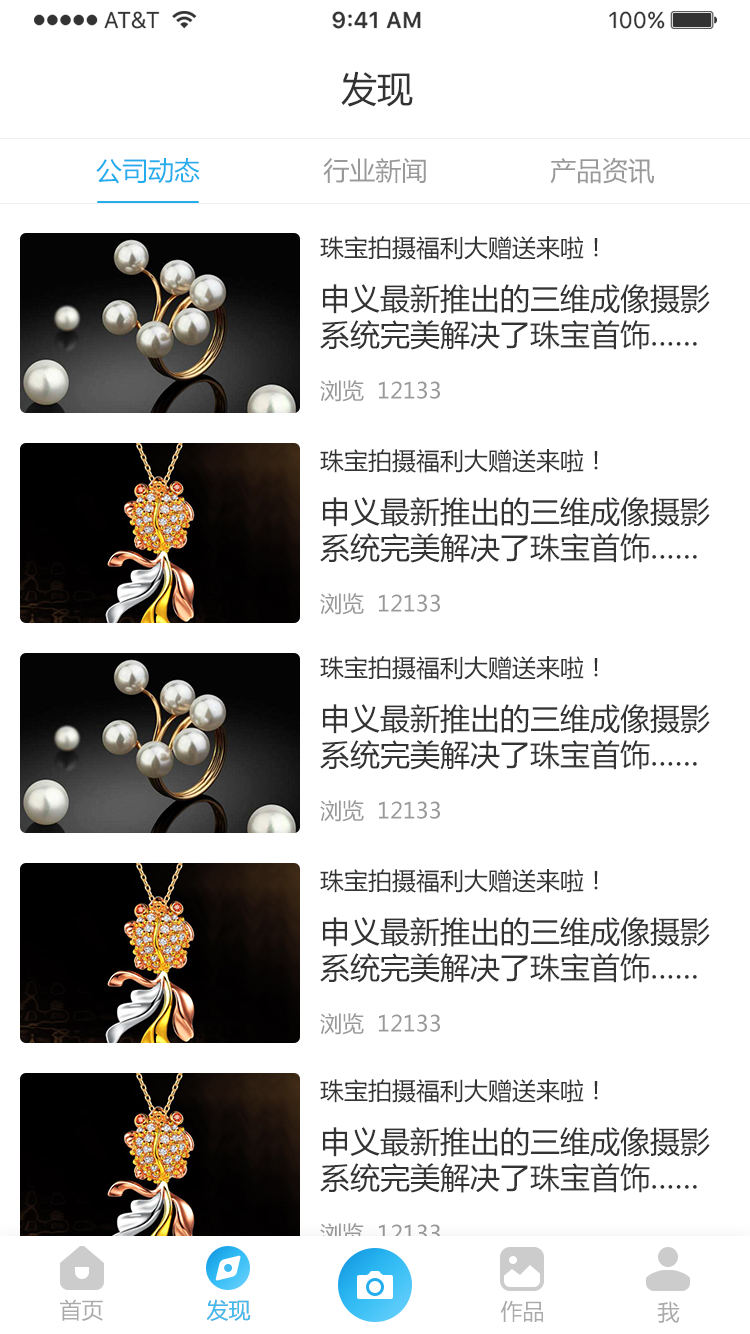 AT&T 9:41 AM 100%
发现
公司动态 行业新闻 产品资讯
珠宝拍摄福利大赠送来啦！
申义最新推出的三维成像摄影
系统完美解决了珠宝首饰......
浏览 12133
珠宝拍摄福利大赠送来啦！
申义最新推出的三维成像摄影
系统完美解决了珠宝首饰......
浏览 12133
珠宝拍摄福利大赠送来啦！
申义最新推出的三维成像摄影
系统完美解决了珠宝首饰......
浏览 12133
珠宝拍摄福利大赠送来啦！
申义最新推出的三维成像摄影
系统完美解决了珠宝首饰......
浏览 12133
珠宝拍摄福利大赠送来啦！
申义最新推出的三维成像摄影
系统完美解决了珠宝首饰......
浏览 12133
首页 发现 作品 我